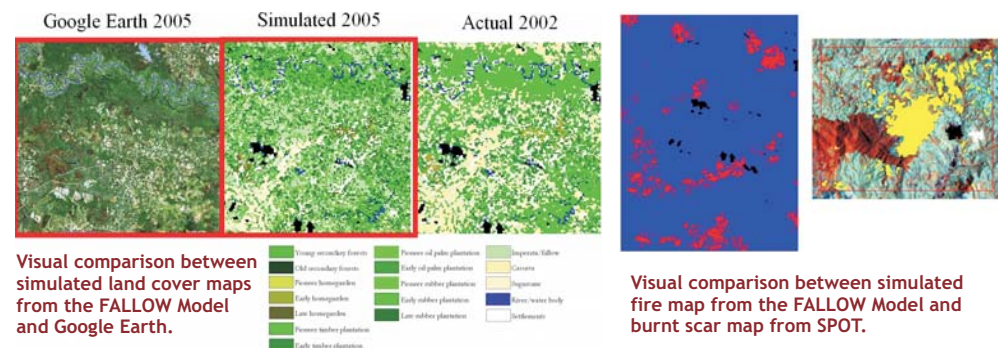 Google Earth 2005
Simulated 2005
Actual 2002
Young secondary forests
Old secondary forests
Pioneer homegarden
Early homegarden
Late homegarden
Pioneer timber plantation
Early timber plantation
Pioneer oil palm plantation
Early oil palm plantation
Pioneer rubber plantation
Early rubber plantation
Late rubber plantation
Imperata/fallow
Cassava
Sugarcane
River/water body
Settlements
Visual comparison between
simulated land cover maps
from the FALLOW Model
and Google Earth.
Visual comparison between simulated
fire map from the FALLOW Model and
burnt scar map from SPOT.